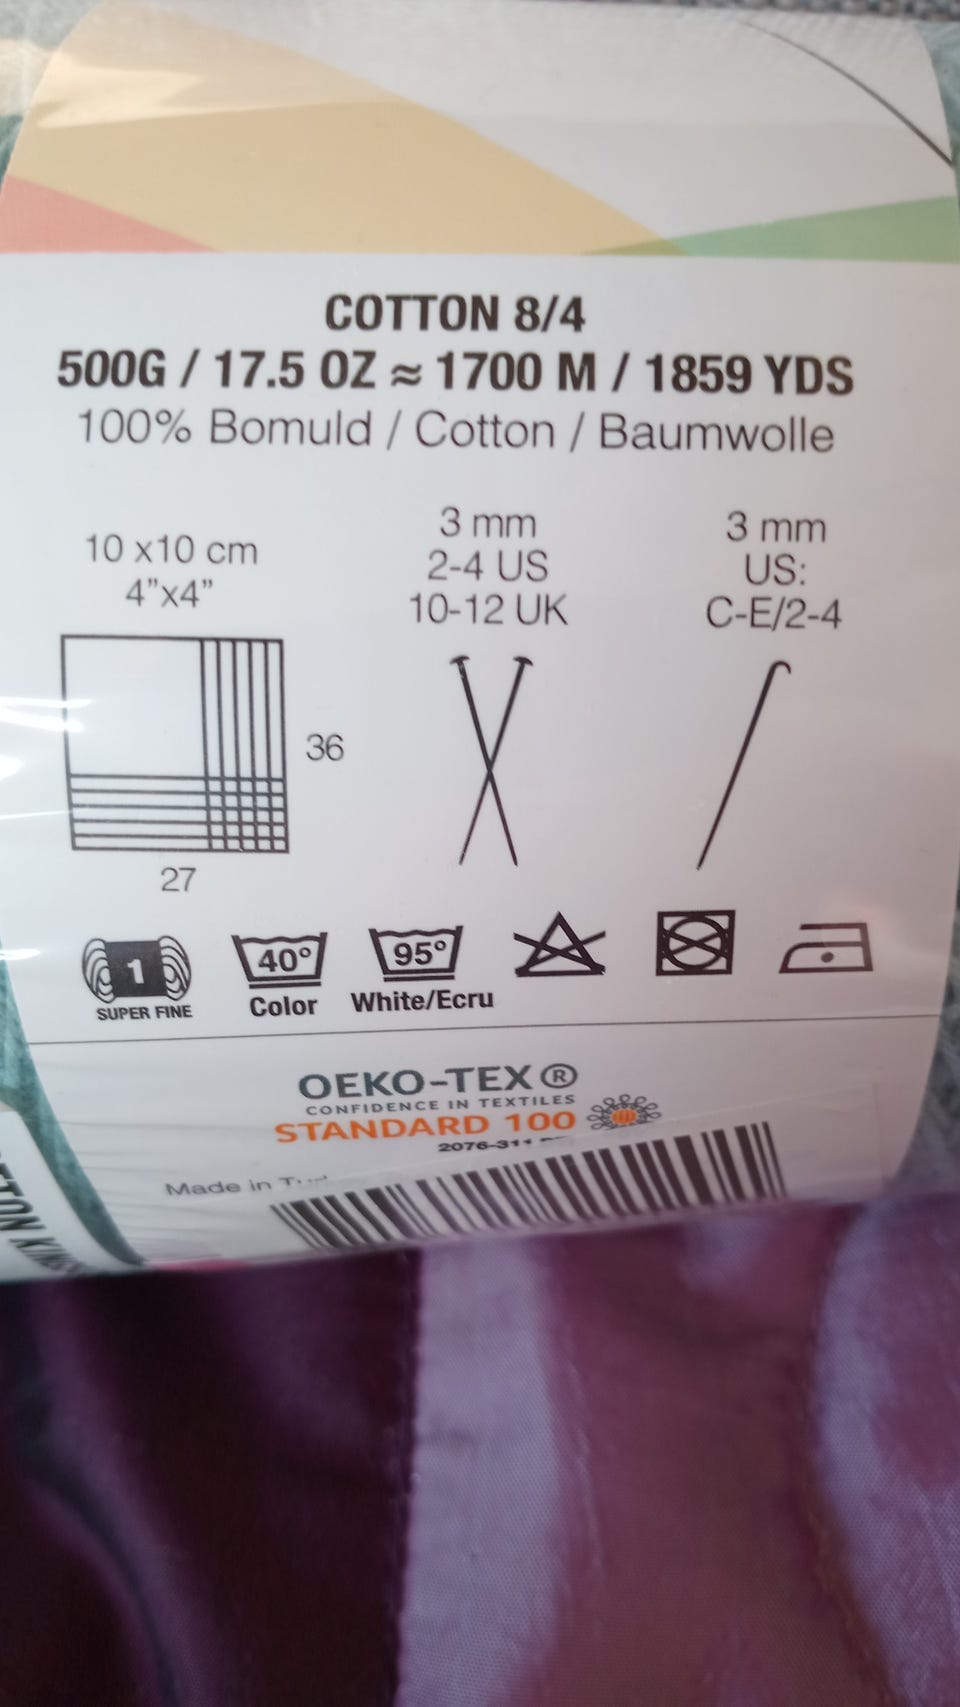 COTTON 8/4
500G / 17.5 OZ ≈ 1700 M / 1859 YDS
100% Bomuld / Cotton / Baumwolle
10 x10 cm
4”x4”
36
27
3 mm
2-4 US
10-12 UK
3 mm
US:
C-E/2-4
1
SUPER FINE
40°
Color
95°
White/Ecru
OEKO-TEX®
CONFIDENCE IN TEXTILES
STANDARD 100
2076-311
Made in